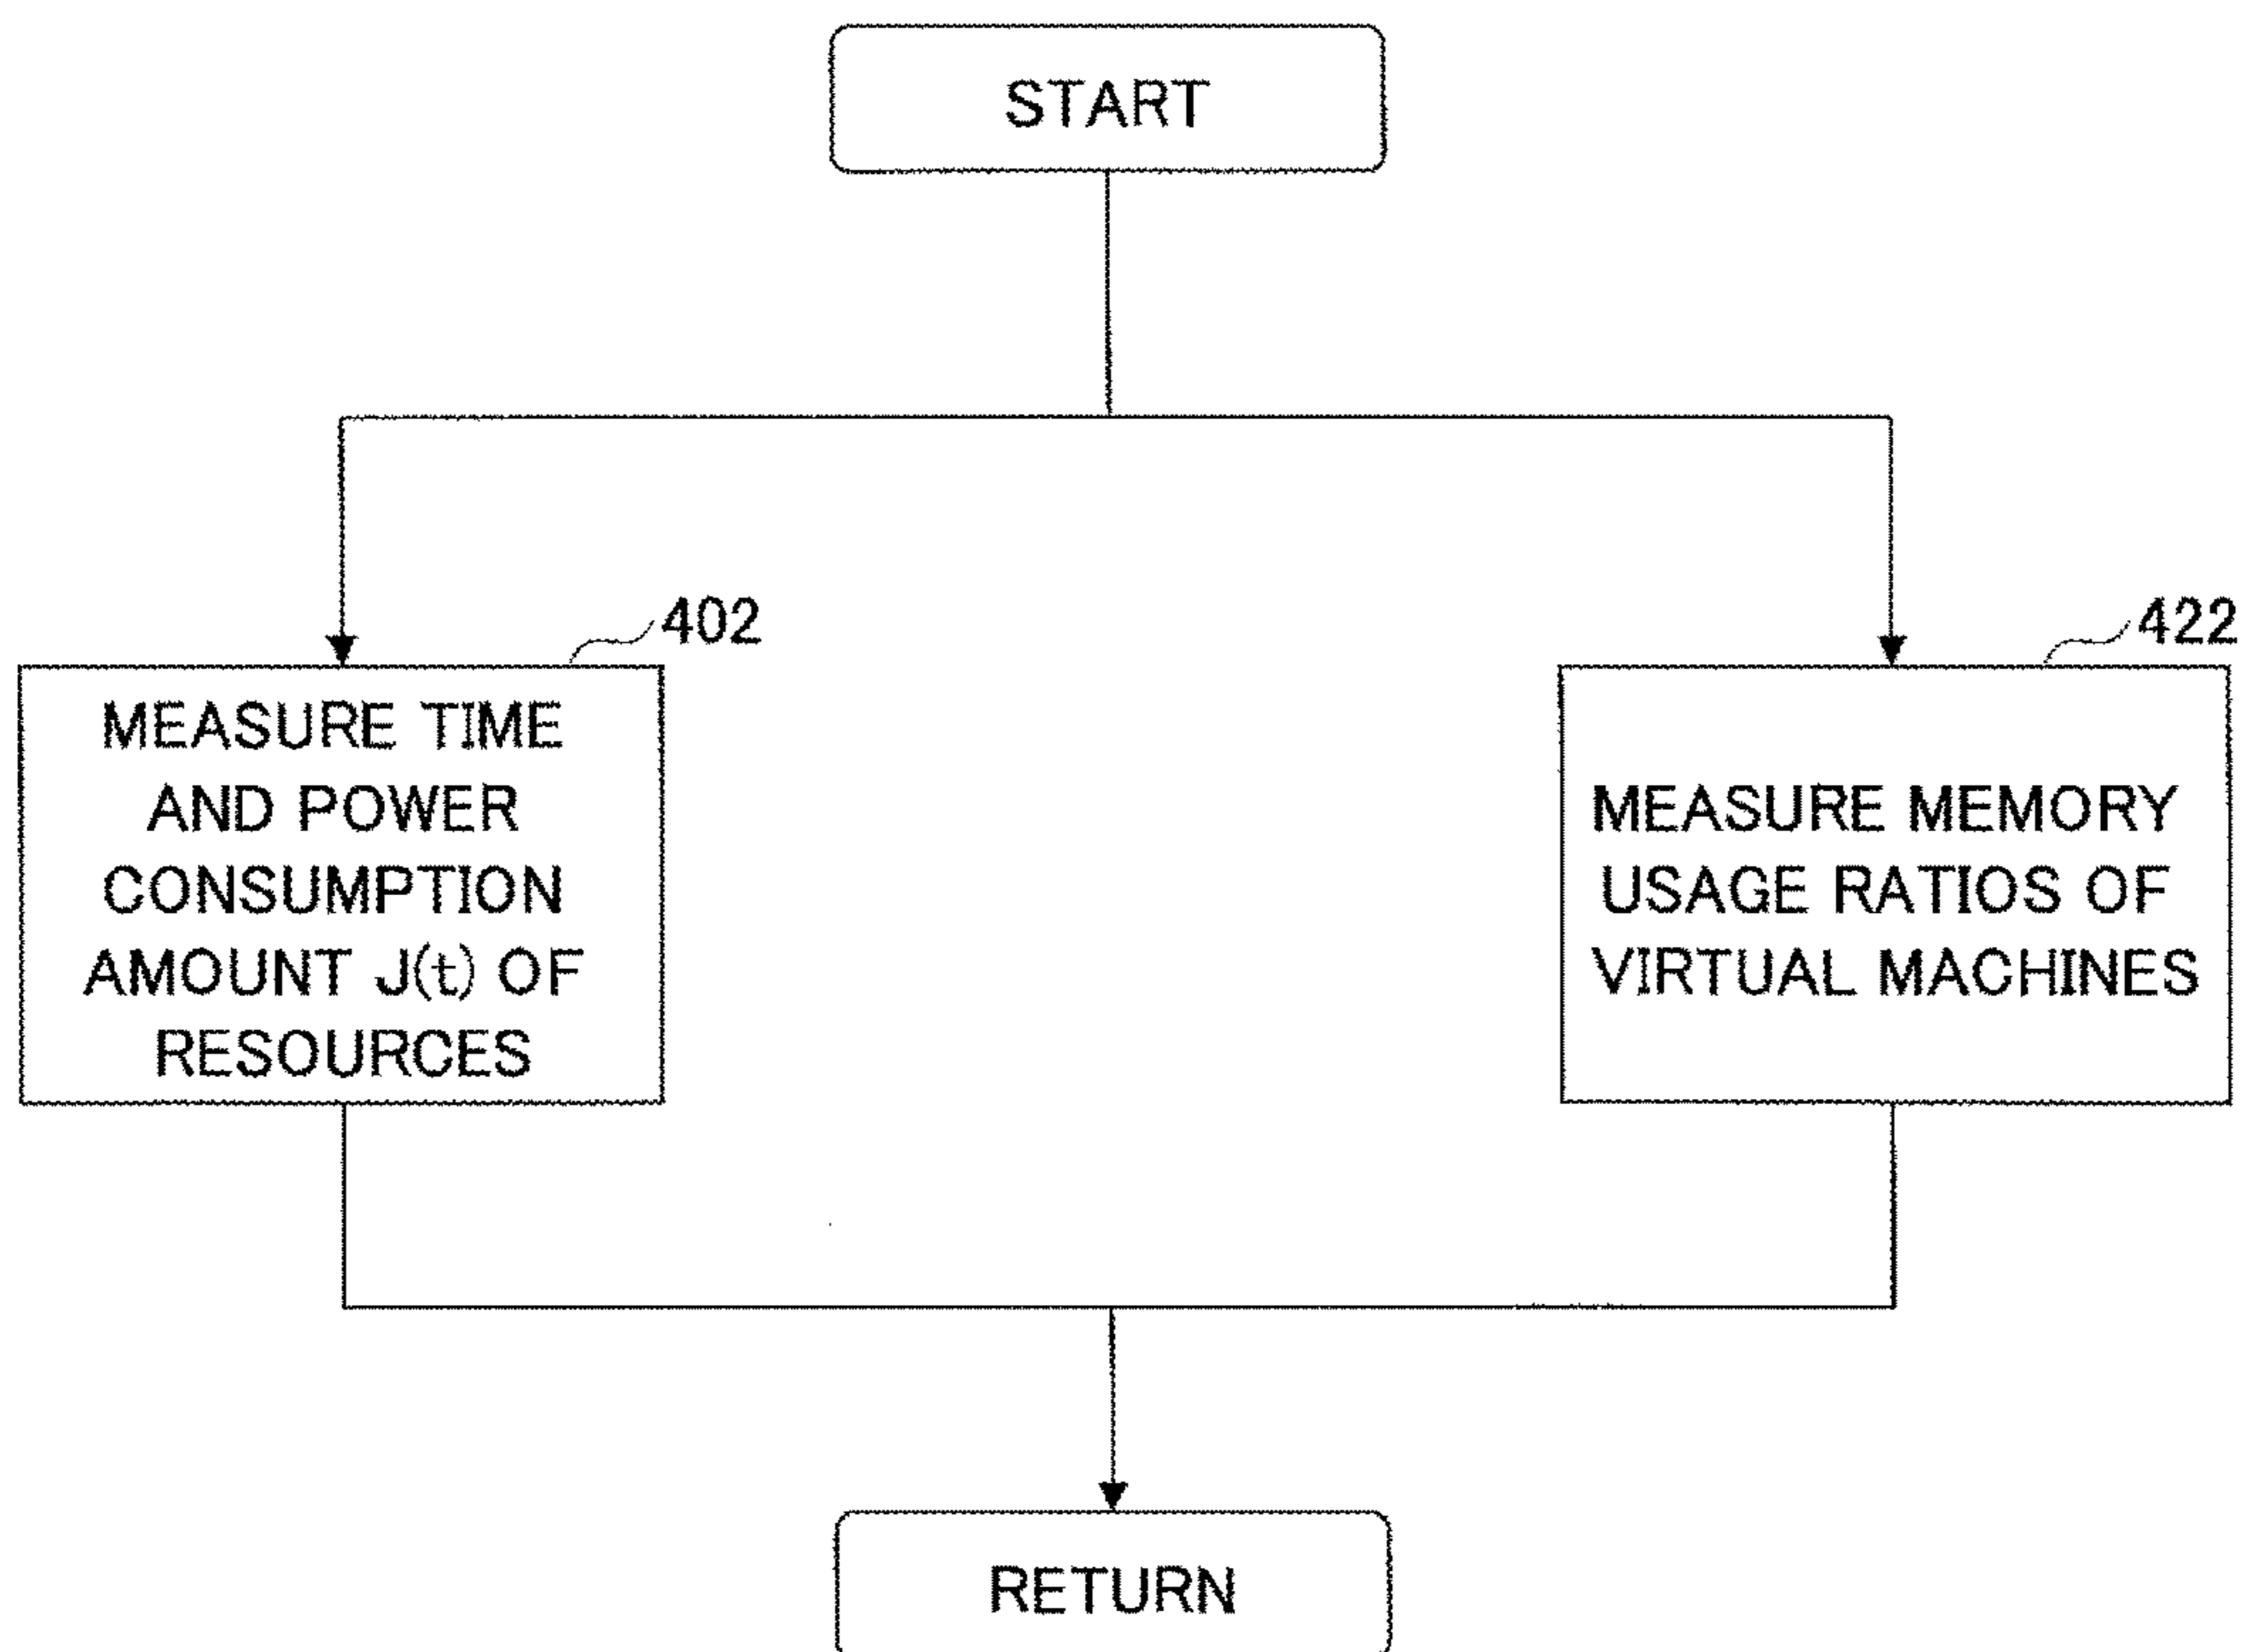 START
402
MEASURE TIME
AND POWER
CONSUMPTION
AMOUNT J(t) OF
RESOURCES
422
MEASURE MEMORY
USAGE RATIOS OF
VIRTUAL MACHINES
RETURN